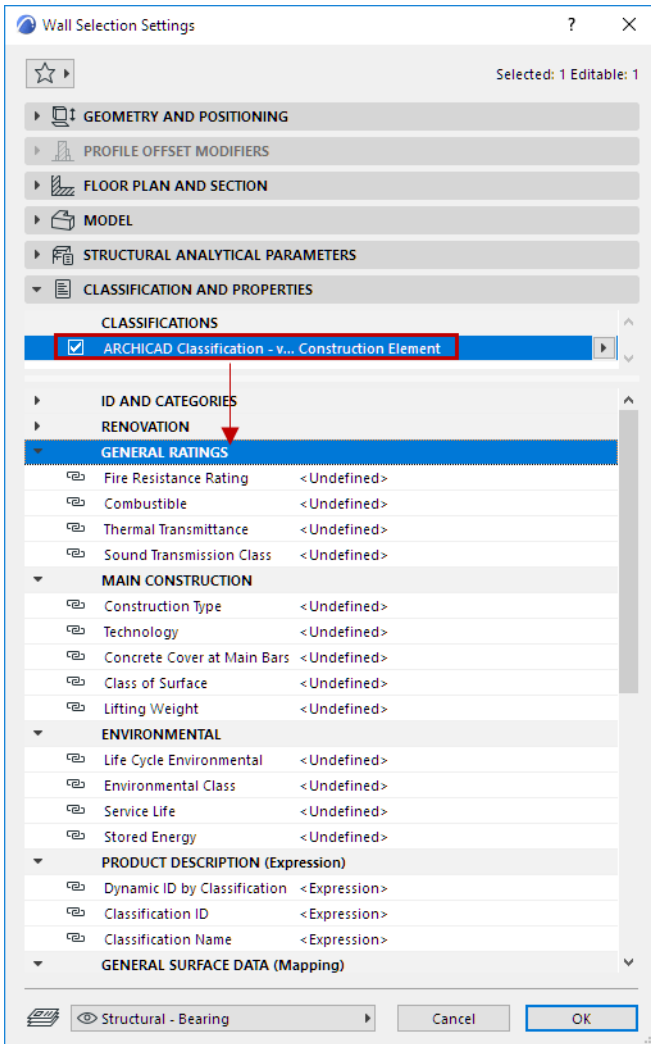 Wall Selection Settings ? ×
Selected: 1 Editable: 1
GEOMETRY AND POSITIONING
PROFILE OFFSET MODIFIERS
FLOOR PLAN AND SECTION
MODEL
STRUCTURAL ANALYTICAL PARAMETERS
CLASSIFICATION AND PROPERTIES
CLASSIFICATIONS
ARCHICAD Classification - v... Construction Element
ID AND CATEGORIES
RENOVATION
GENERAL RATINGS
Fire Resistance Rating <Undefined>
Combustible <Undefined>
Thermal Transmittance <Undefined>
Sound Transmission Class <Undefined>
MAIN CONSTRUCTION
Construction Type <Undefined>
Technology <Undefined>
Concrete Cover at Main Bars <Undefined>
Class of Surface <Undefined>
Lifting Weight <Undefined>
ENVIRONMENTAL
Life Cycle Environmental <Undefined>
Environmental Class <Undefined>
Service Life <Undefined>
Stored Energy <Undefined>
PRODUCT DESCRIPTION (Expression)
Dynamic ID by Classification <Expression>
Classification ID <Expression>
Classification Name <Expression>
GENERAL SURFACE DATA (Mapping)
Structural - Bearing Cancel OK